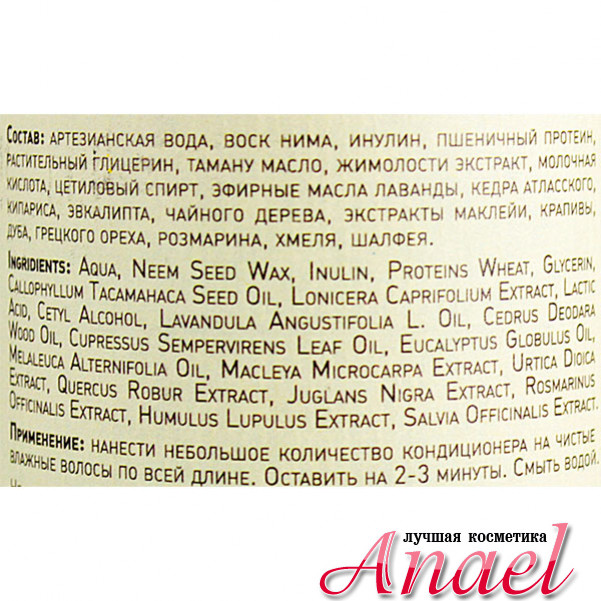 Состав: артезианская вода, воск нима, инулин, пшеничный протеин,
растительный глицерин, таману масло, жимолости экстракт, молочная
кислота, цетиловый спирт, эфирные масла лаванды, кедра атласского,
кипариса, эвкалипта, чайного дерева, экстракты маклейи, крапивы,
дуба, грецкого ореха, розмарина, хмеля, шалфея.
Ingridients: Aqua, Neem Seed Wax, Inulin, Proteins Wheat, Glycerin,
Callophyllum Tacamahaca Seed Oil, Lonicera Caprifolium Extract, Lactic
Acid, Cetyl Alcohol, Lavandula Angustifolia L. Oil, Cedrus Deodara
Wood Oil, Cupressus Sempervirens Leaf Oil, Eucalyptus Globulus Oil,
Melaleuca Alternifolia Oil, Macleya Microcarpa Extract, Urtica Dioica
Extract, Quercus Robur Extract, Juglans Nigra Extract, Rosmarinus
Officinalis Extract, Humulus Lupulus Extract, Salvia Officinalis Extract.
Применение: нанести небольшое количество кондиционера на чистые
влажные волосы по всей длине. Оставить на 2-3 минуты. Смыть водой.
лучшая косметика
Anael